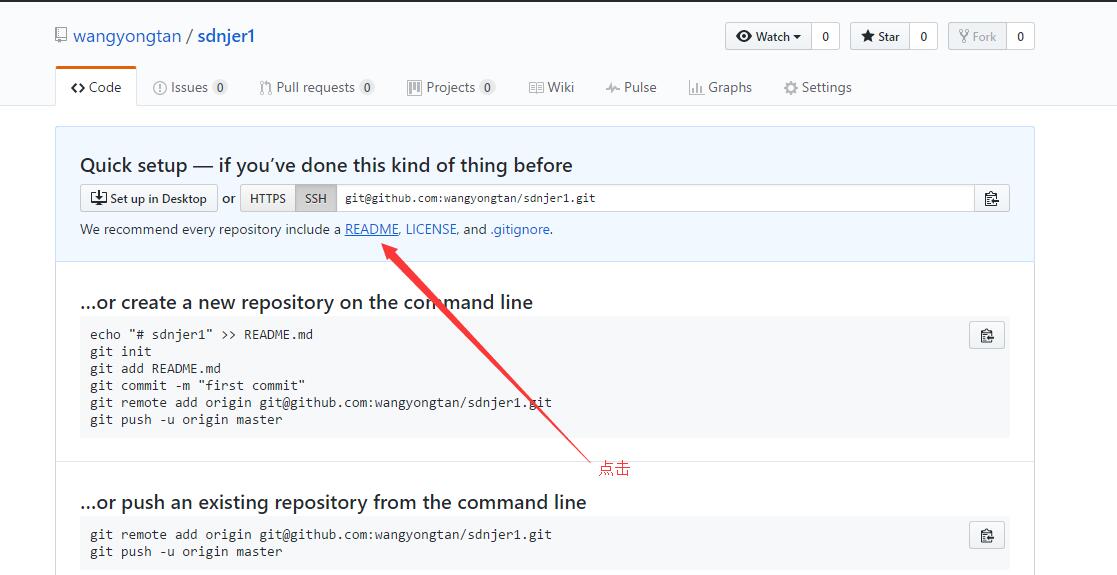 wangyongtan / sdnjer1
Watch 0 Star 0 Fork 0
Code Issues 0 Pull requests 0 Projects 0 Wiki Pulse Graphs Settings
Quick setup — if you’ve done this kind of thing before
Set up in Desktop or HTTPS SSH git@github.com:wangyongtan/sdnjer1.git
We recommend every repository include a README, LICENSE, and .gitignore.
…or create a new repository on the command line
echo "# sdnjer1" >> README.md
git init
git add README.md
git commit -m "first commit"
git remote add origin git@github.com:wangyongtan/sdnjer1.git
git push -u origin master
点击
…or push an existing repository from the command line
git remote add origin git@github.com:wangyongtan/sdnjer1.git
git push -u origin master